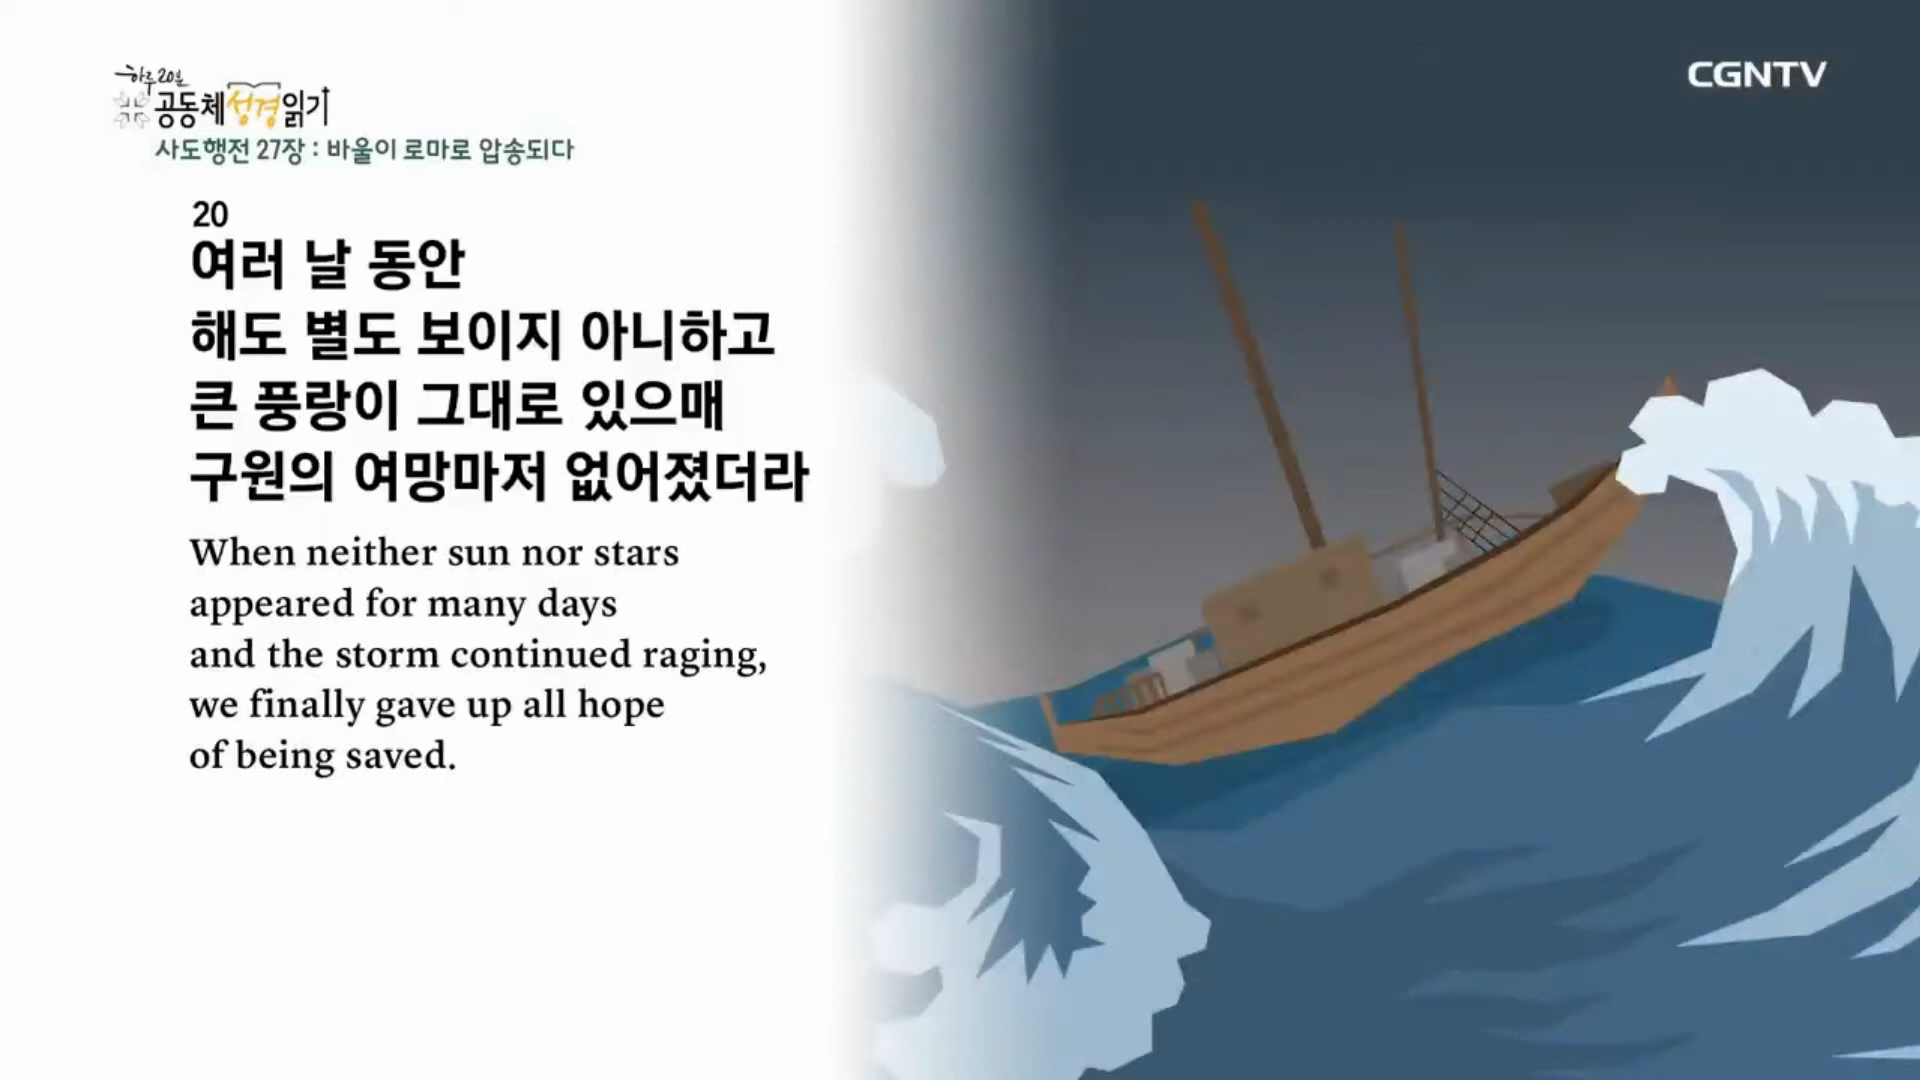 하루 20분
공동체성경읽기
CGNTV
사도행전 27장 : 바울이 로마로 압송되다
20
여러 날 동안
해도 별도 보이지 아니하고
큰 풍랑이 그대로 있으매
구원의 여망마저 없어졌더라
When neither sun nor stars
appeared for many days
and the storm continued raging,
we finally gave up all hope
of being saved.